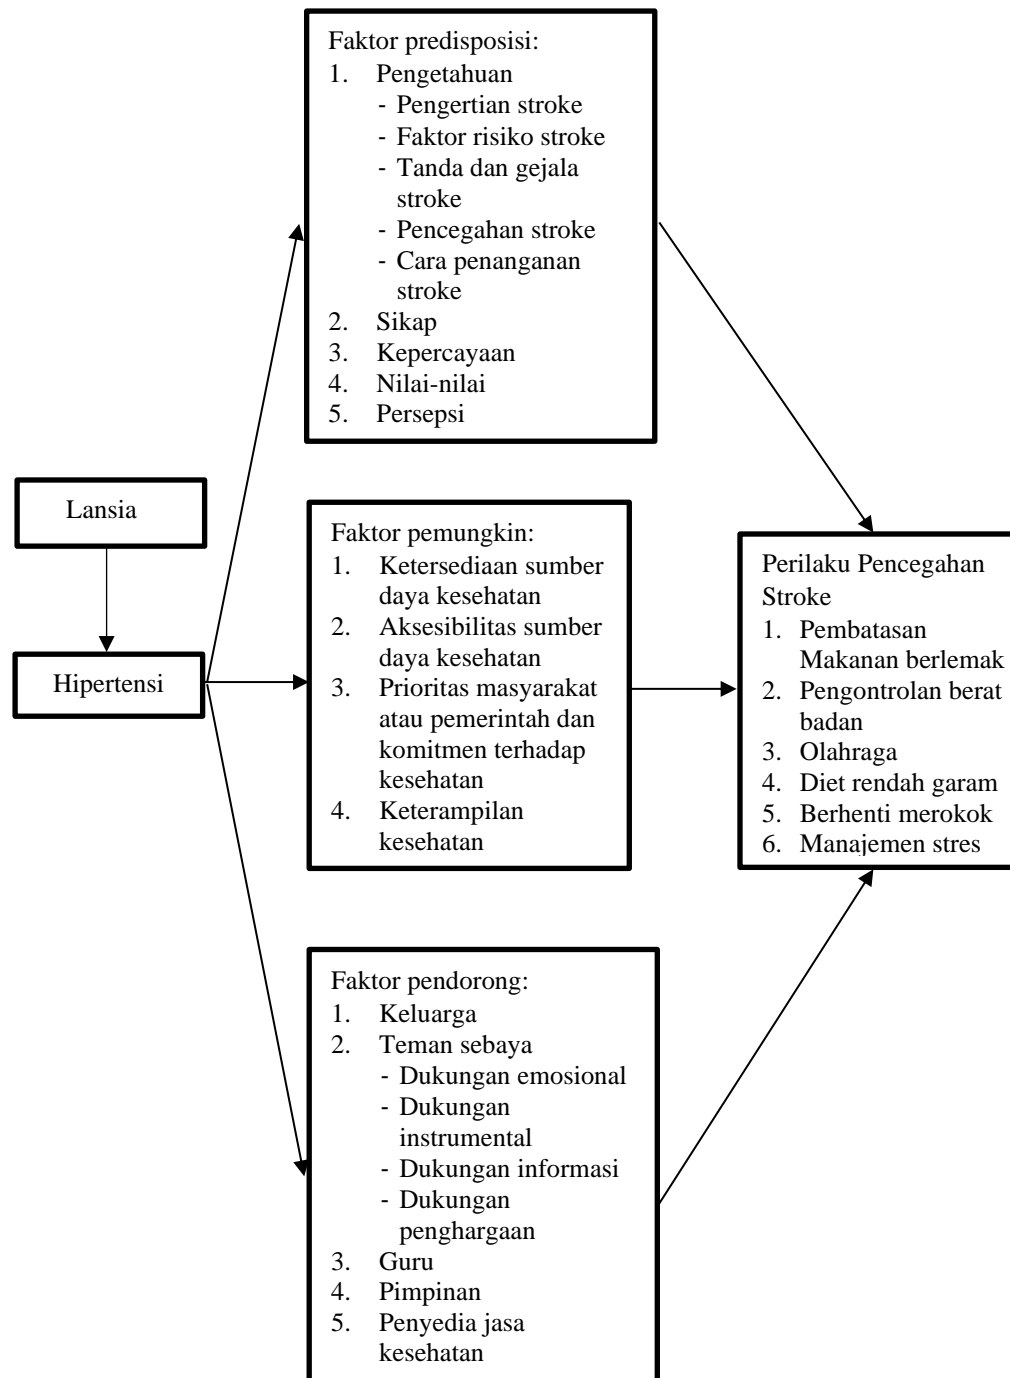 Faktor predisposisi:
1. Pengetahuan
- Pengertian stroke
- Faktor risiko stroke
- Tanda dan gejala
stroke
- Pencegahan stroke
- Cara penanganan
stroke
2. Sikap
3. Kepercayaan
4. Nilai-nilai
5. Persepsi
Lansia
Hipertensi
Faktor pemungkin:
1. Ketersediaan sumber
daya kesehatan
2. Aksesibilitas sumber
daya kesehatan
3. Prioritas masyarakat
atau pemerintah dan
komitmen terhadap
kesehatan
4. Keterampilan
kesehatan
Perilaku Pencegahan
Stroke
1. Pembatasan
Makanan berlemak
2. Pengontrolan berat
badan
3. Olahraga
4. Diet rendah garam
5. Berhenti merokok
6. Manajemen stres
Faktor pendorong:
1. Keluarga
2. Teman sebaya
- Dukungan emosional
- Dukungan
instrumental
- Dukungan informasi
- Dukungan
penghargaan
3. Guru
4. Pimpinan
5. Penyedia jasa
kesehatan